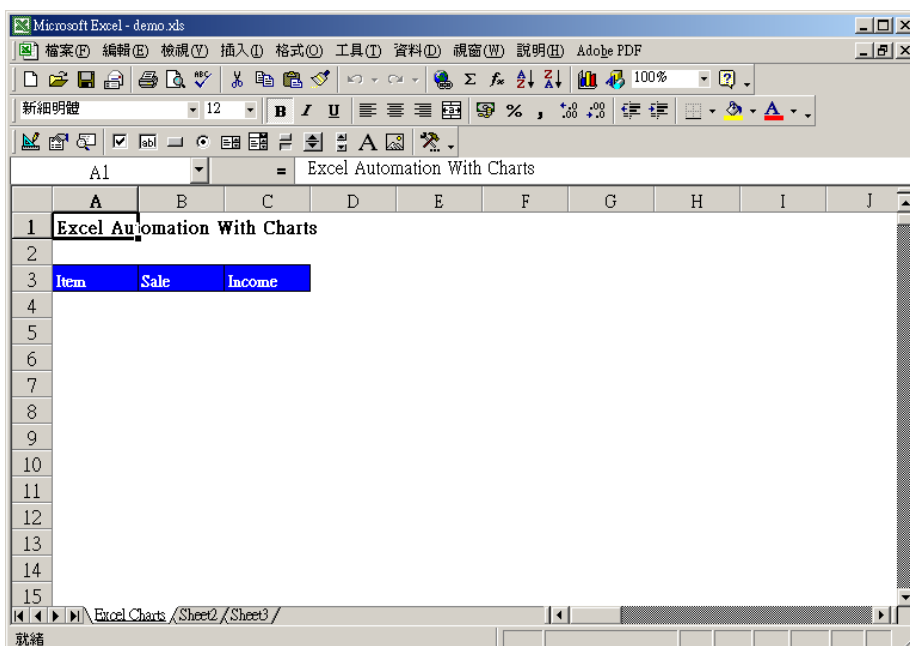 Microsoft Excel - demo.xls
檔案(F) 編輯(E) 檢視(V) 插入(I) 格式(O) 工具(T) 資料(D) 視窗(W) 說明(H) Adobe PDF
ABC Σ fx 100%
新細明體 12 B I U % , A
abl A
A1 = Excel Automation With Charts
A B C D E F G H I J
1 Excel Automation With Charts
2
3 Item Sale Income
4
5
6
7
8
9
10
11
12
13
14
15
Excel Charts Sheet2 Sheet3
就緒